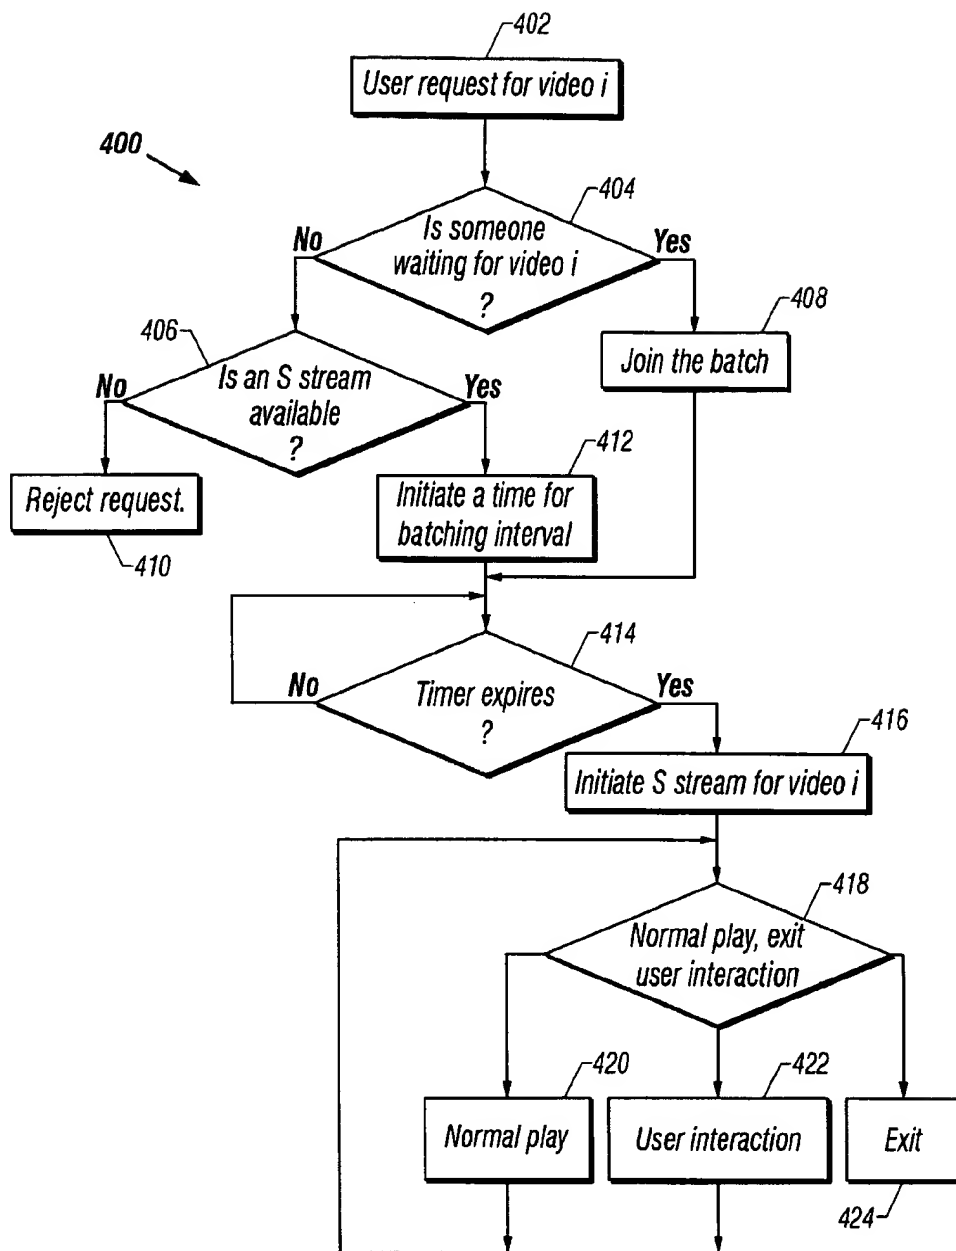 402
User request for video i
400
404
No
Is someone
waiting for video i
?
Yes
406
408
No
Is an S stream
available
?
Yes
Join the batch
412
Reject request.
Initiate a time for
batching interval
410
414
No
Timer expires
?
Yes
416
Initiate S stream for video i
418
Normal play, exit
user interaction
420
422
Normal play
User interaction
Exit
424